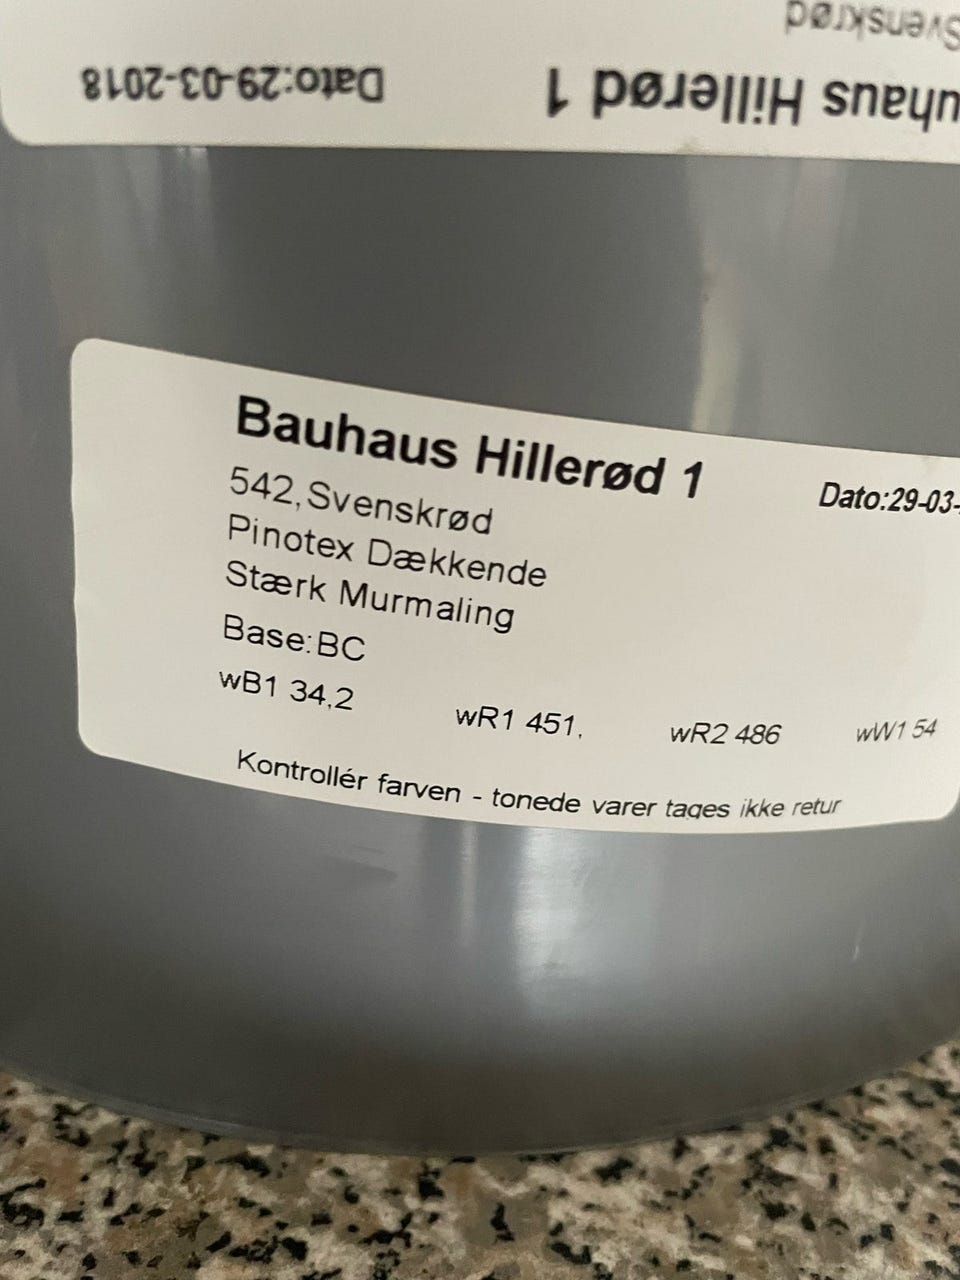 Svenskrød
uhaus Hillerød 1 Dato:29-03-2018
Bauhaus Hillerød 1 Dato:29-03-
542,Svenskrød
Pinotex Dækkende
Stærk Murmaling
Base:BC
wB1 34,2 wR1 451, wR2 486 wW1 54
Kontrollér farven - tonede varer tages ikke retur